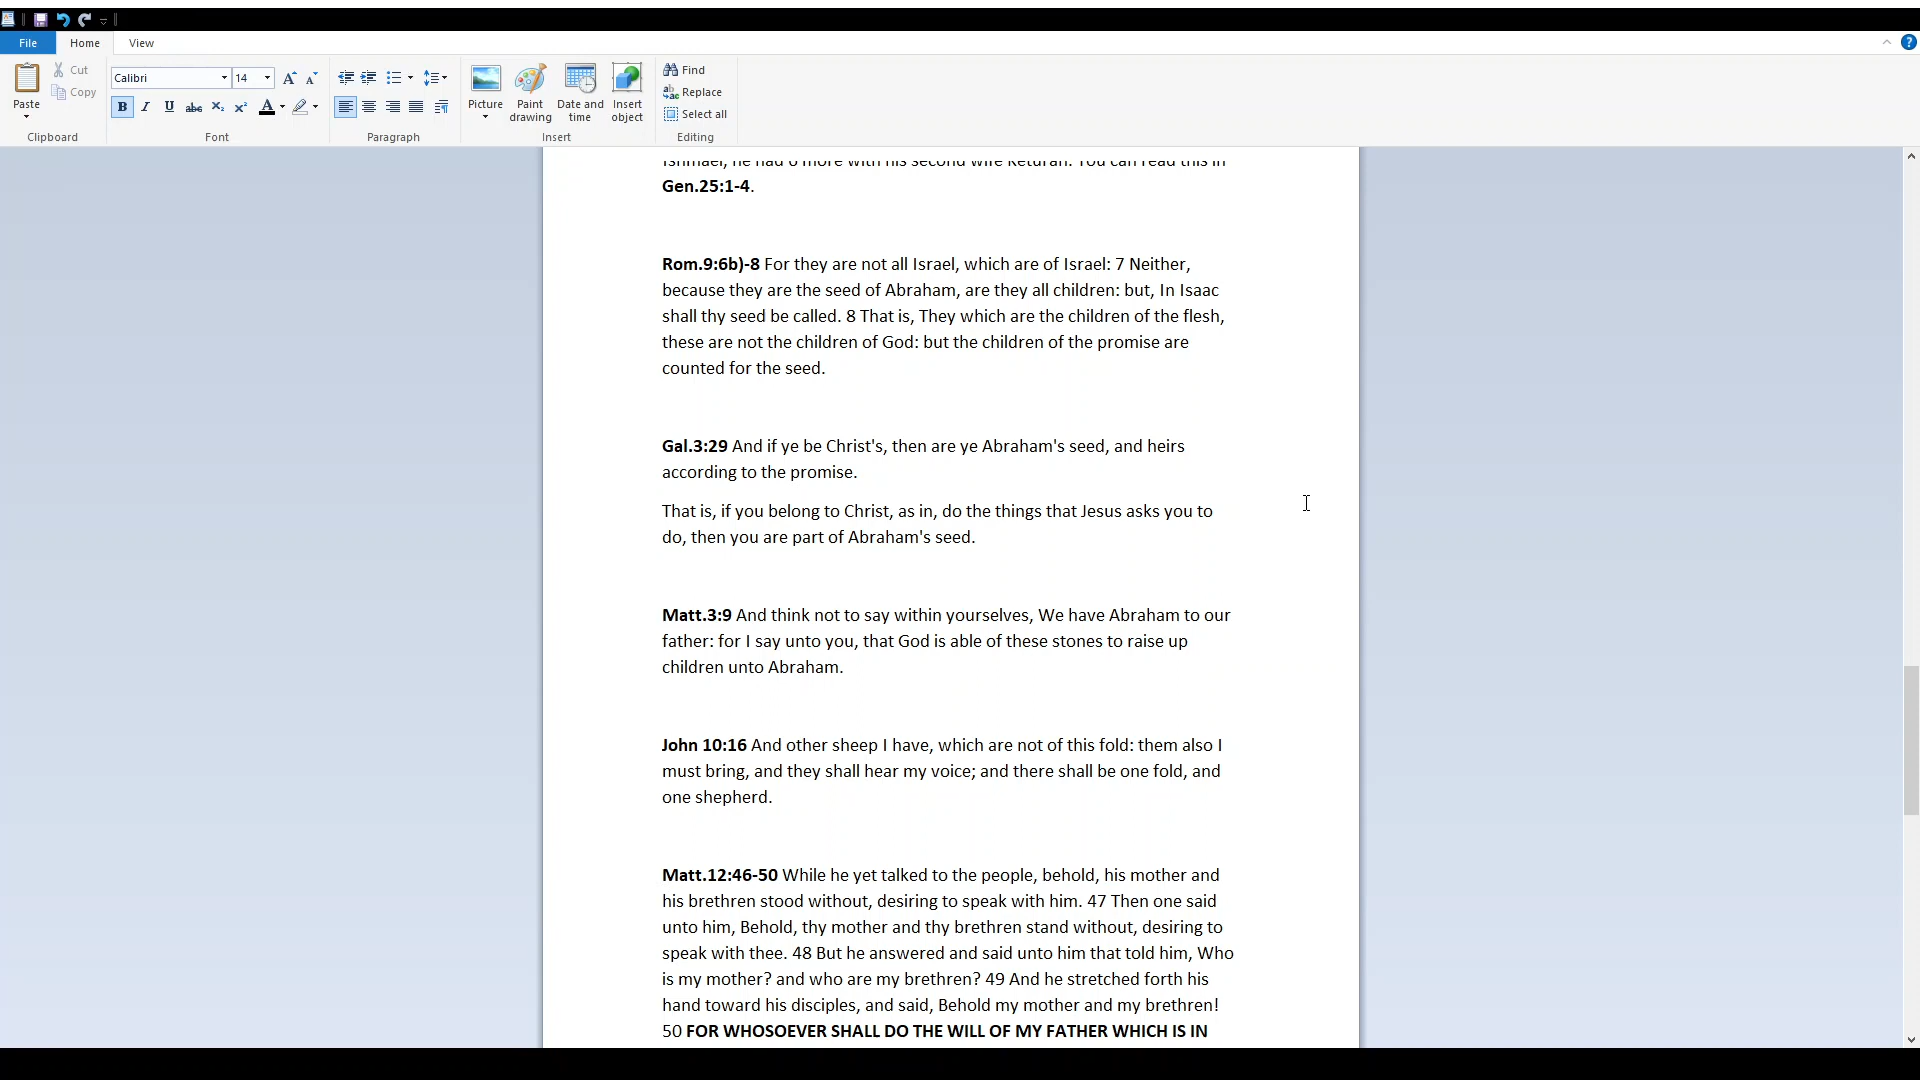 File Home View
Paste
Cut
Copy
Clipboard
Calibri 14
Font
Paragraph
Picture
Paint drawing
Date and time
Insert object
Insert
Find
Replace
Select all
Editing
Ishmael, he had 6 more with his second wife Keturah. You can read this in
Gen.25:1-4.
Rom.9:6b)-8 For they are not all Israel, which are of Israel: 7 Neither,
because they are the seed of Abraham, are they all children: but, In Isaac
shall thy seed be called. 8 That is, They which are the children of the flesh,
these are not the children of God: but the children of the promise are
counted for the seed.
Gal.3:29 And if ye be Christ's, then are ye Abraham's seed, and heirs
according to the promise.
That is, if you belong to Christ, as in, do the things that Jesus asks you to
do, then you are part of Abraham's seed.
Matt.3:9 And think not to say within yourselves, We have Abraham to our
father: for I say unto you, that God is able of these stones to raise up
children unto Abraham.
John 10:16 And other sheep I have, which are not of this fold: them also I
must bring, and they shall hear my voice; and there shall be one fold, and
one shepherd.
Matt.12:46-50 While he yet talked to the people, behold, his mother and
his brethren stood without, desiring to speak with him. 47 Then one said
unto him, Behold, thy mother and thy brethren stand without, desiring to
speak with thee. 48 But he answered and said unto him that told him, Who
is my mother? and who are my brethren? 49 And he stretched forth his
hand toward his disciples, and said, Behold my mother and my brethren!
50 FOR WHOSOEVER SHALL DO THE WILL OF MY FATHER WHICH IS IN